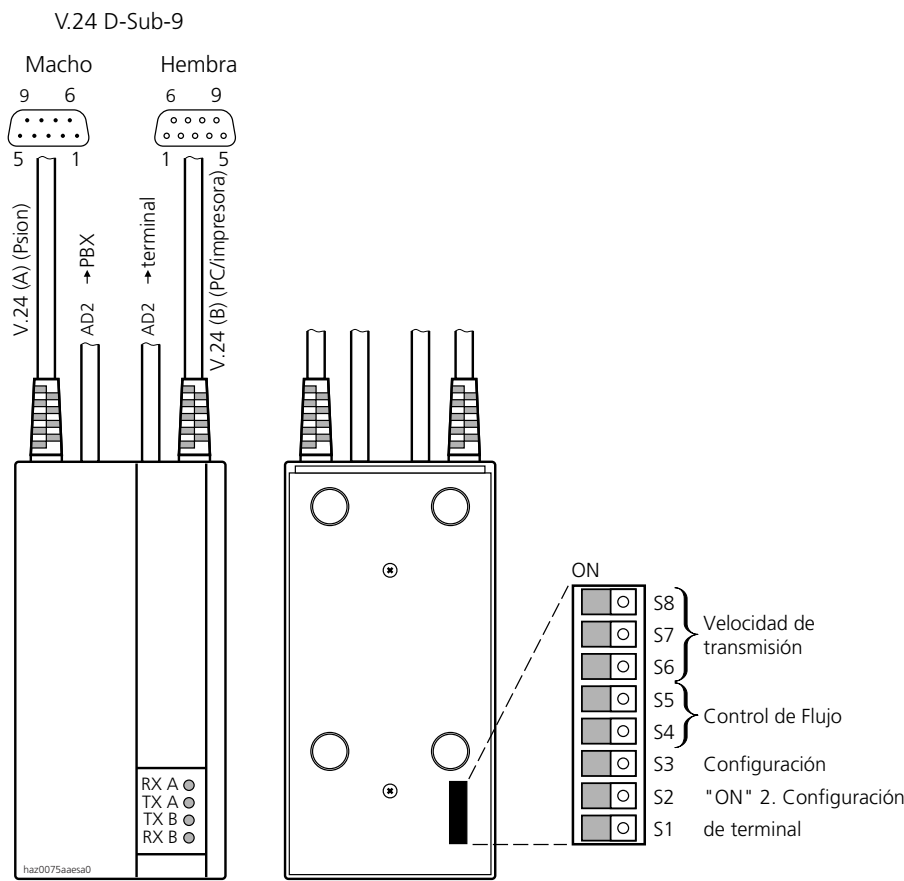 V.24 D-Sub-9
Macho
Hembra
9 6
6 9
5 1
1 5
V.24 (A) (Psion)
AD2 →PBX
AD2 →terminal
V.24 (B) (PC/impresora)
RX A
TX A
TX B
RX B
haz0075aaesa0
ON
S8
S7
S6
Velocidad de
transmisión
S5
S4
Control de Flujo
S3 Configuración
S2 "ON" 2. Configuración
S1 de terminal